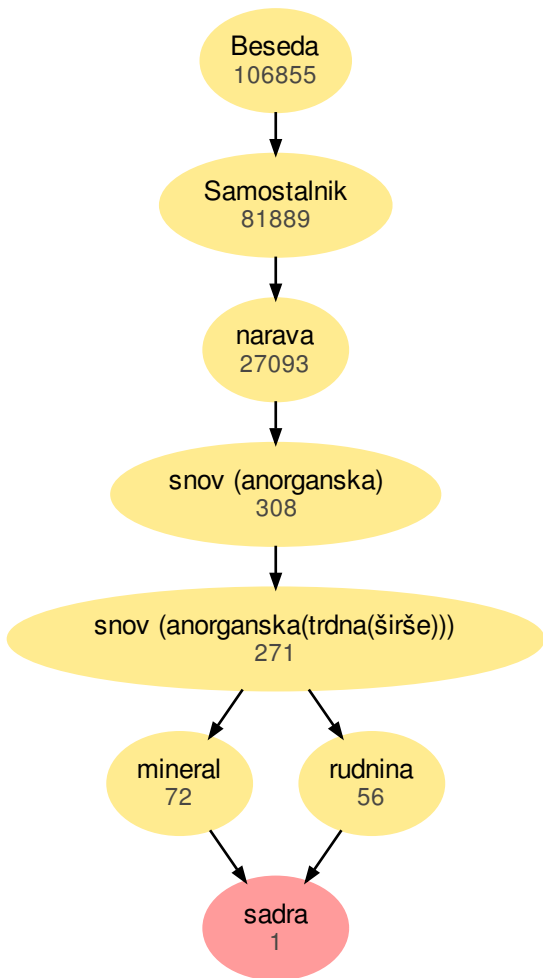 Beseda
106855
Samostalnik
81889
narava
27093
snov (anorganska)
308
snov (anorganska(trdna(širše)))
271
mineral
72
rudnina
56
sadra
1